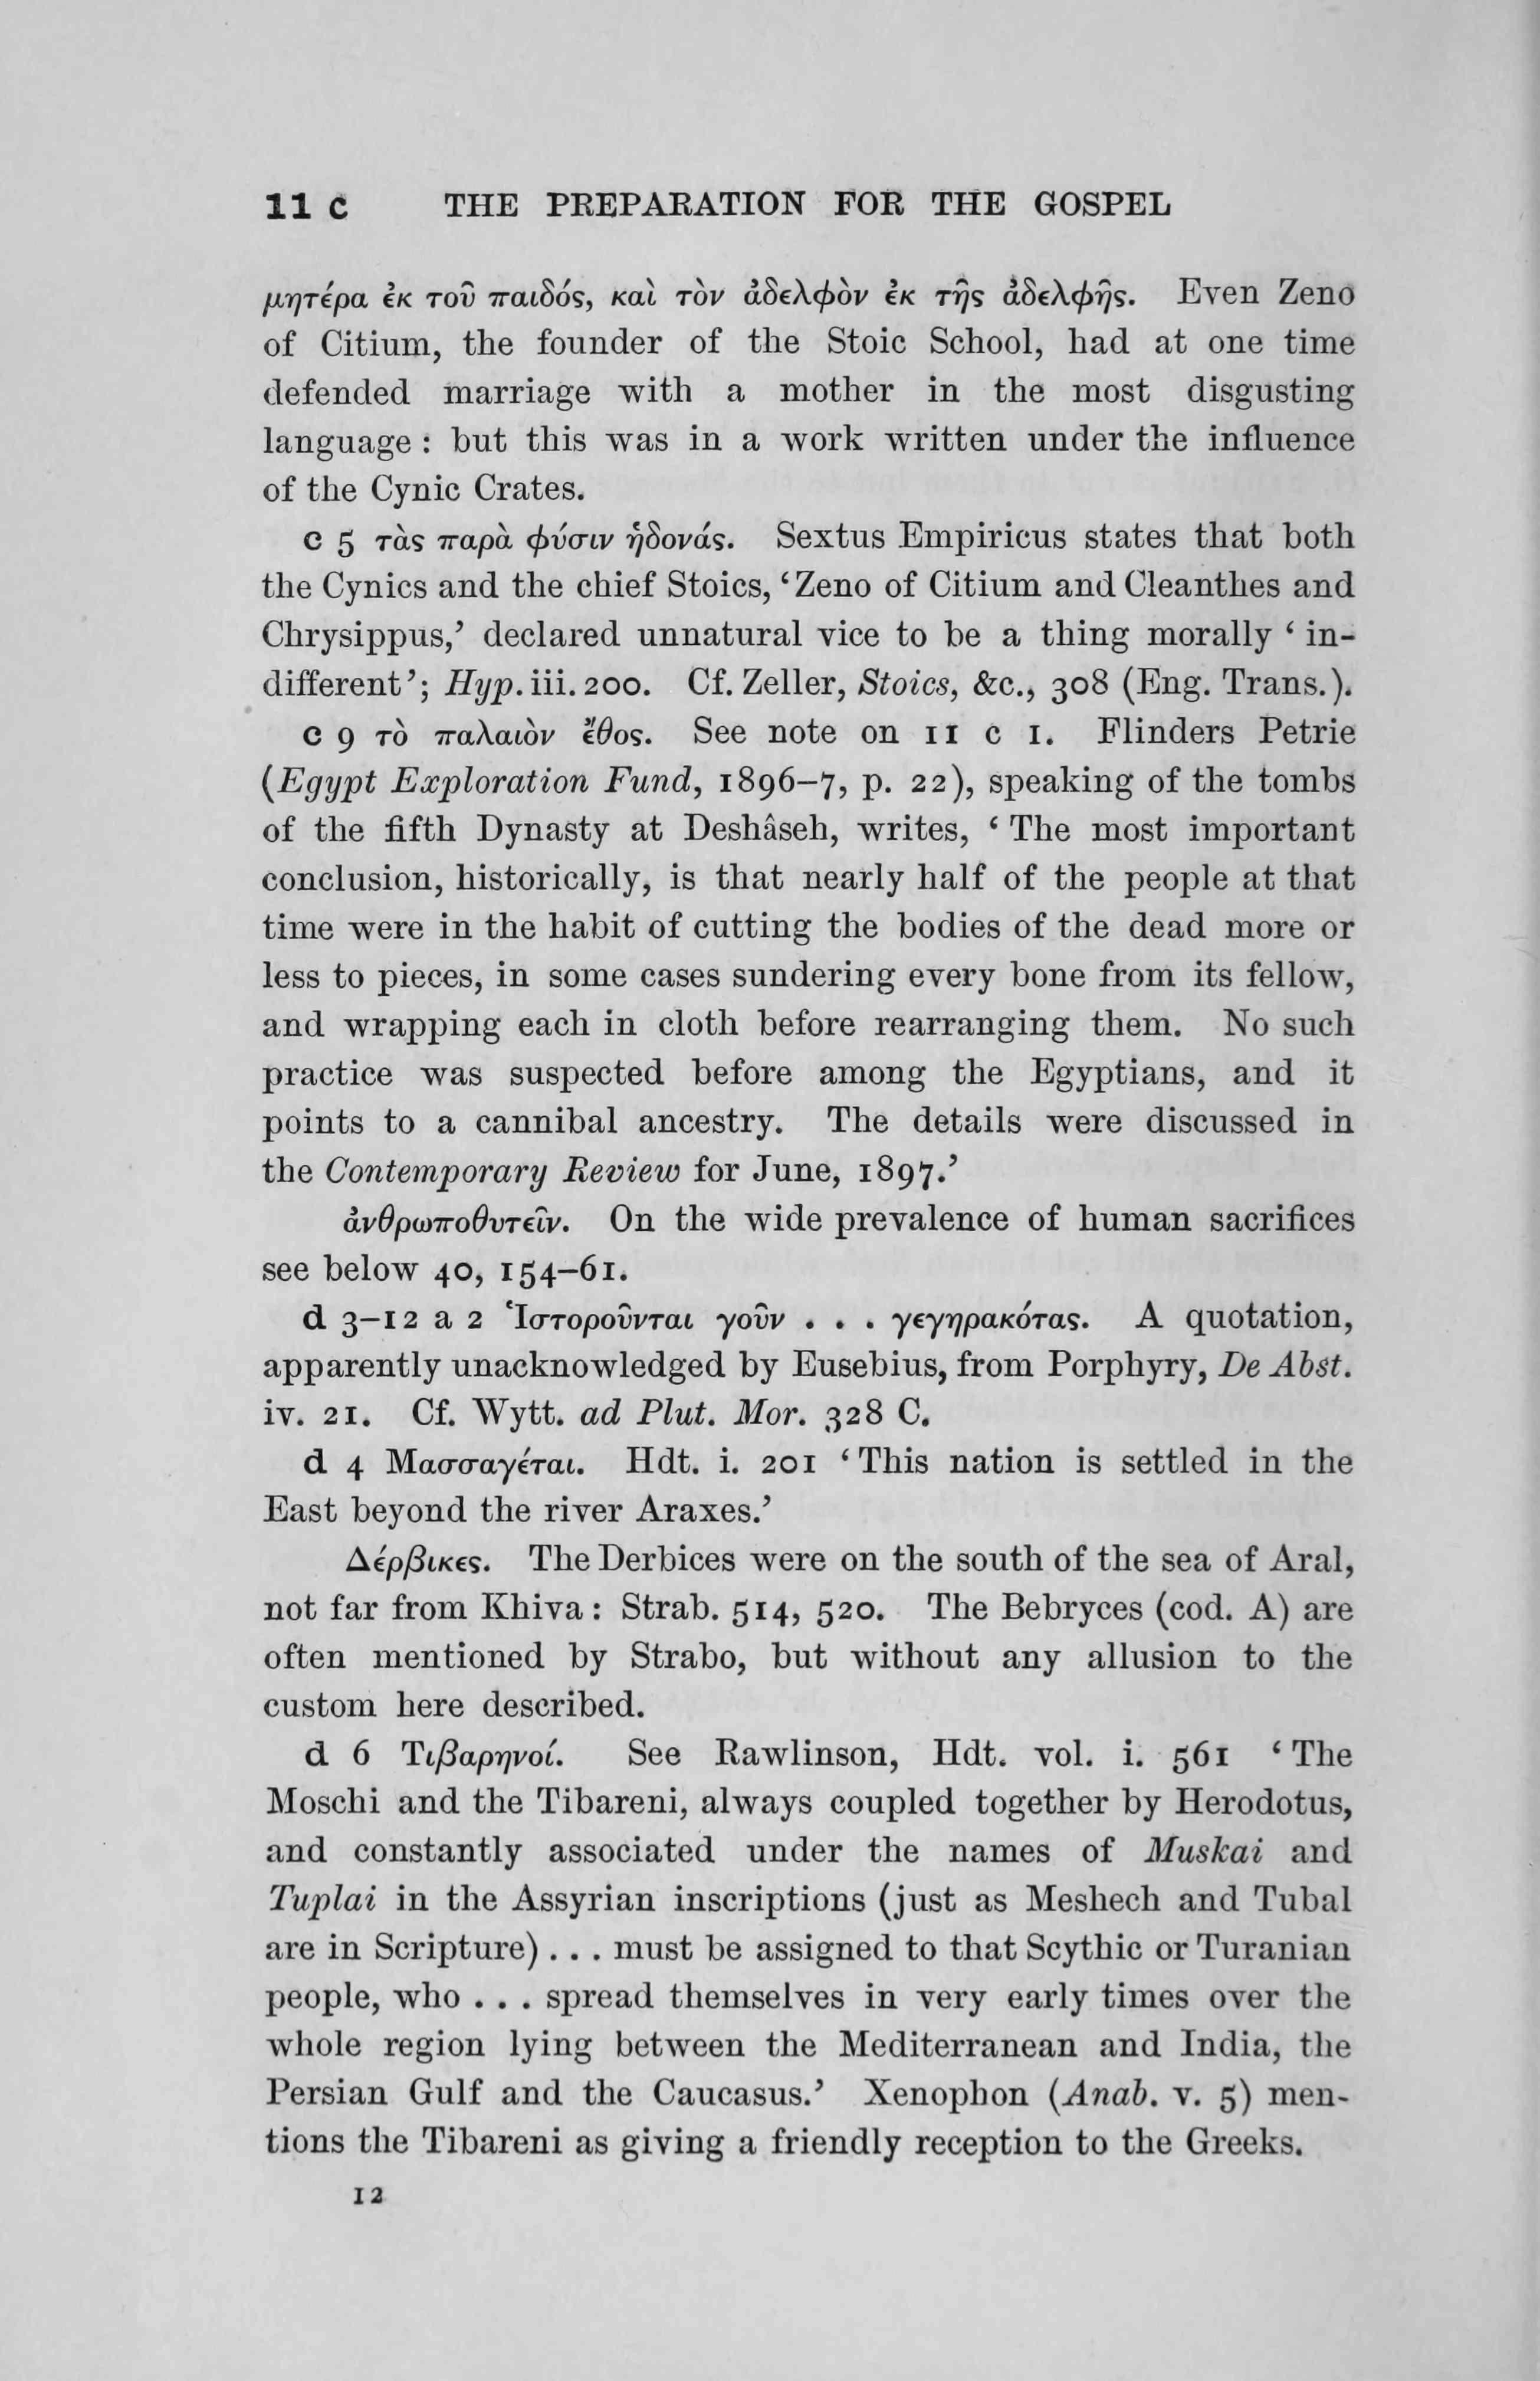 11 c THE PREPARATION FOR THE GOSPEL
μητέρα ἐκ τοῦ παιδός, καὶ τὸν ἀδελφὸν ἐκ τῆς ἀδελφῆς. Even Zeno
of Citium, the founder of the Stoic School, had at one time
defended marriage with a mother in the most disgusting
language : but this was in a work written under the influence
of the Cynic Crates.
c 5 τὰς παρὰ φύσιν ἡδονάς. Sextus Empiricus states that both
the Cynics and the chief Stoics, ‘Zeno of Citium and Cleanthes and
Chrysippus,’ declared unnatural vice to be a thing morally ‘in-
different’; Hyp. iii. 200. Cf. Zeller, Stoics, &c., 308 (Eng. Trans.).
c 9 τὸ παλαιὸν ἔθος. See note on 11 c 1. Flinders Petrie
(Egypt Exploration Fund, 1896–7, p. 22), speaking of the tombs
of the fifth Dynasty at Deshâseh, writes, ‘The most important
conclusion, historically, is that nearly half of the people at that
time were in the habit of cutting the bodies of the dead more or
less to pieces, in some cases sundering every bone from its fellow,
and wrapping each in cloth before rearranging them. No such
practice was suspected before among the Egyptians, and it
points to a cannibal ancestry. The details were discussed in
the Contemporary Review for June, 1897.’
ἀνθρωποθυτεῖν. On the wide prevalence of human sacrifices
see below 40, 154–61.
d 3–12 a 2 Ἱστοροῦνται γοῦν . . . γεγηρακότας. A quotation,
apparently unacknowledged by Eusebius, from Porphyry, De Abst.
iv. 21. Cf. Wytt. ad Plut. Mor. 328 C.
d 4 Μασσαγέται. Hdt. i. 201 ‘This nation is settled in the
East beyond the river Araxes.’
Δέρβικες. The Derbices were on the south of the sea of Aral,
not far from Khiva : Strab. 514, 520. The Bebryces (cod. A) are
often mentioned by Strabo, but without any allusion to the
custom here described.
d 6 Τιβαρηνοί. See Rawlinson, Hdt. vol. i. 561 ‘The
Moschi and the Tibareni, always coupled together by Herodotus,
and constantly associated under the names of Muskai and
Tuplai in the Assyrian inscriptions (just as Meshech and Tubal
are in Scripture) . . . must be assigned to that Scythic or Turanian
people, who . . . spread themselves in very early times over the
whole region lying between the Mediterranean and India, the
Persian Gulf and the Caucasus.’ Xenophon (Anab. v. 5) men-
tions the Tibareni as giving a friendly reception to the Greeks.
12